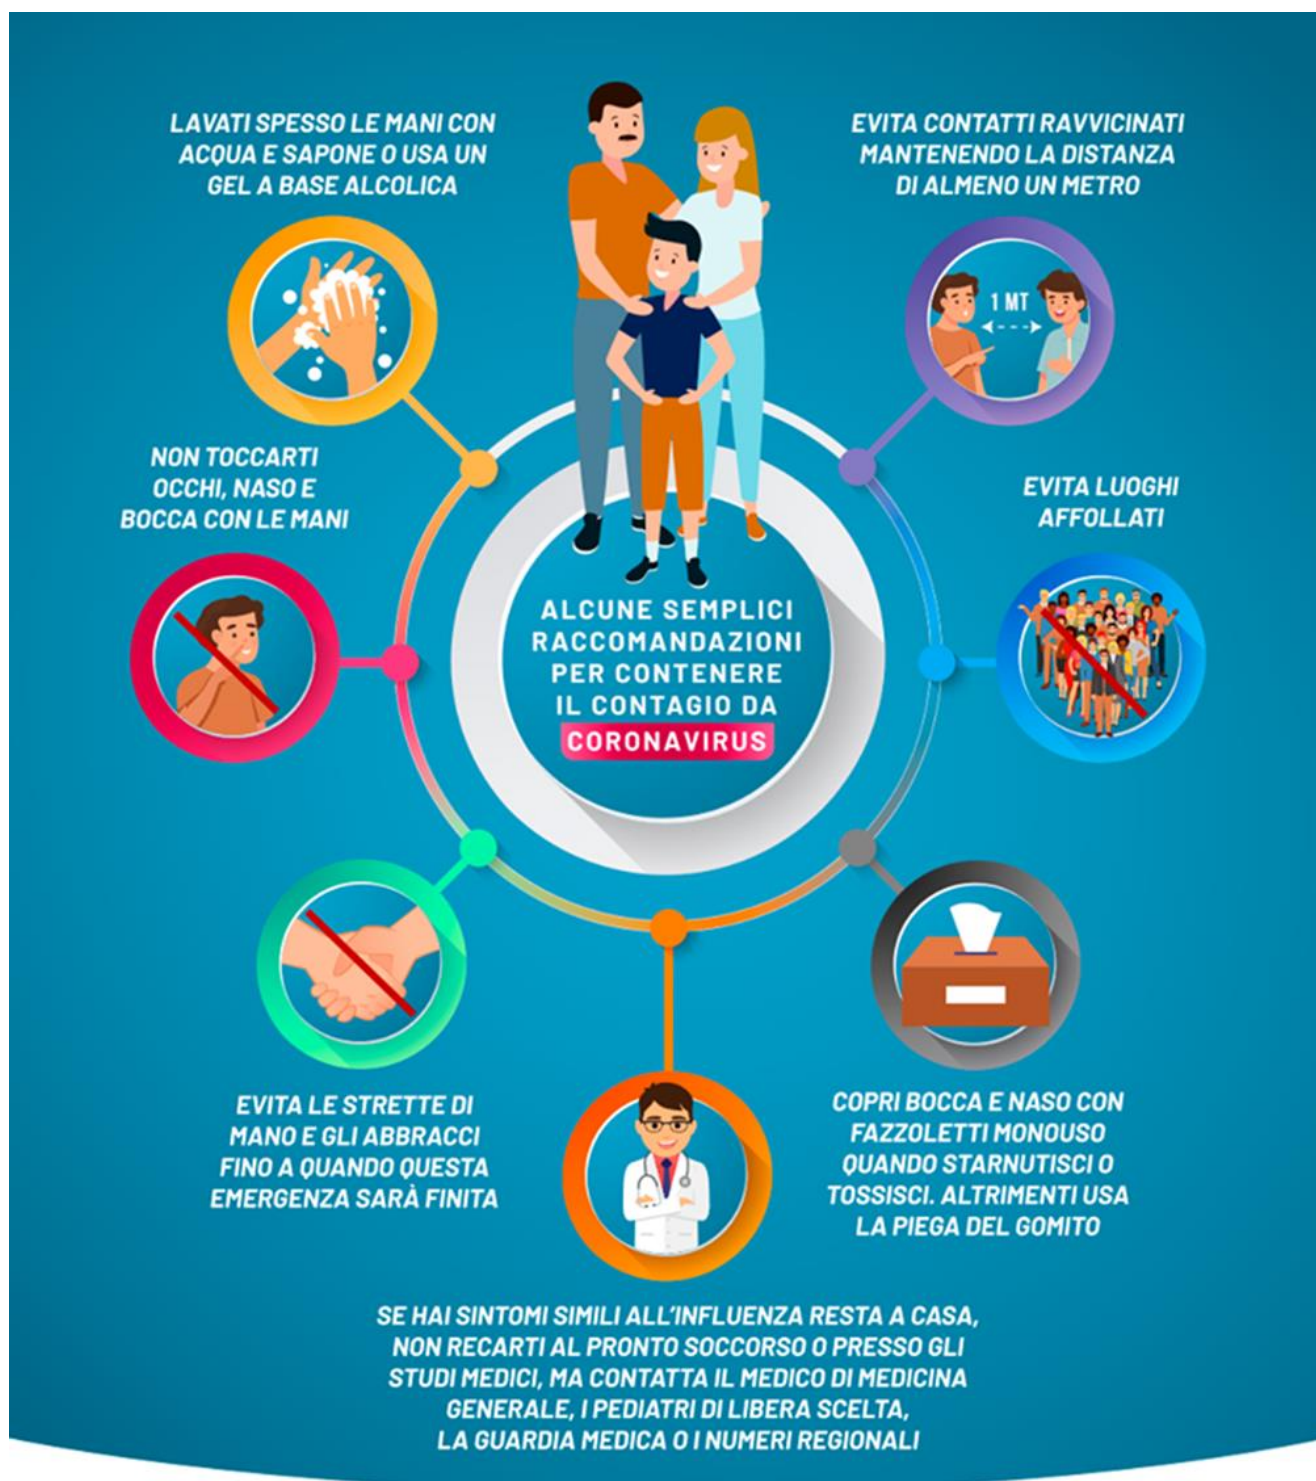 LAVATI SPESSO LE MANI CON
ACQUA E SAPONE O USA UN
GEL A BASE ALCOLICA
EVITA CONTATTI RAVVICINATI
MANTENENDO LA DISTANZA
DI ALMENO UN METRO
1 MT
NON TOCCARTI
OCCHI, NASO E
BOCCA CON LE MANI
EVITA LUOGHI
AFFOLLATI
ALCUNE SEMPLICI
RACCOMANDAZIONI
PER CONTENERE
IL CONTAGIO DA
CORONAVIRUS
EVITA LE STRETTE DI
MANO E GLI ABBRACCI
FINO A QUANDO QUESTA
EMERGENZA SARÀ FINITA
COPRI BOCCA E NASO CON
FAZZOLETTI MONOUSO
QUANDO STARNUTISCI O
TOSSISCI. ALTRIMENTI USA
LA PIEGA DEL GOMITO
SE HAI SINTOMI SIMILI ALL'INFLUENZA RESTA A CASA,
NON RECARTI AL PRONTO SOCCORSO O PRESSO GLI
STUDI MEDICI, MA CONTATTA IL MEDICO DI MEDICINA
GENERALE, I PEDIATRI DI LIBERA SCELTA,
LA GUARDIA MEDICA O I NUMERI REGIONALI